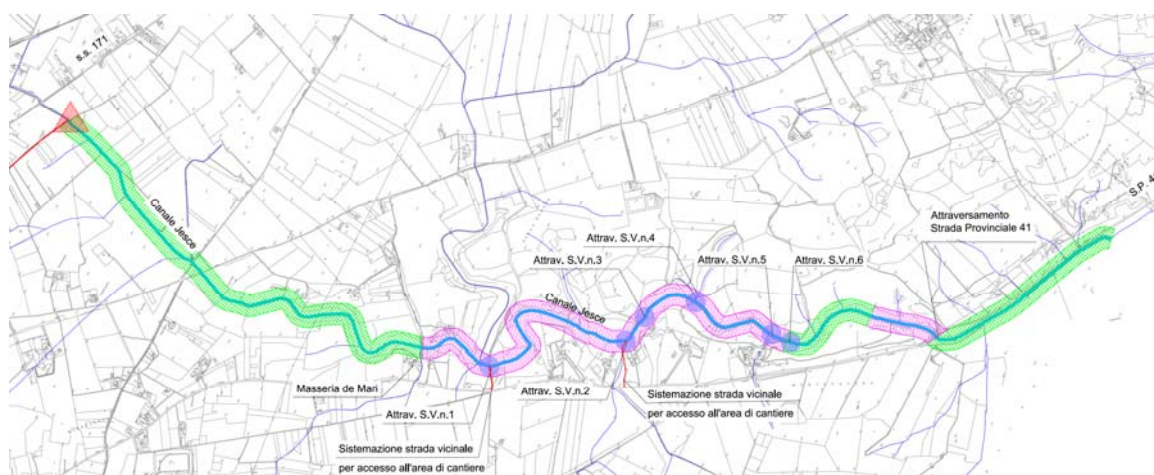 s.s. 171
S.P. 4
Attraversamento
Strada Provinciale 41
Canale Jesce
Attrav. S.V.n.4
Attrav. S.V.n.3
Attrav. S.V.n.5
Attrav. S.V.n.6
Canale Jesce
Masseria de Mari
Attrav. S.V.n.2
Sistemazione strada vicinale
per accesso all'area di cantiere
Attrav. S.V.n.1
Sistemazione strada vicinale
per accesso all'area di cantiere